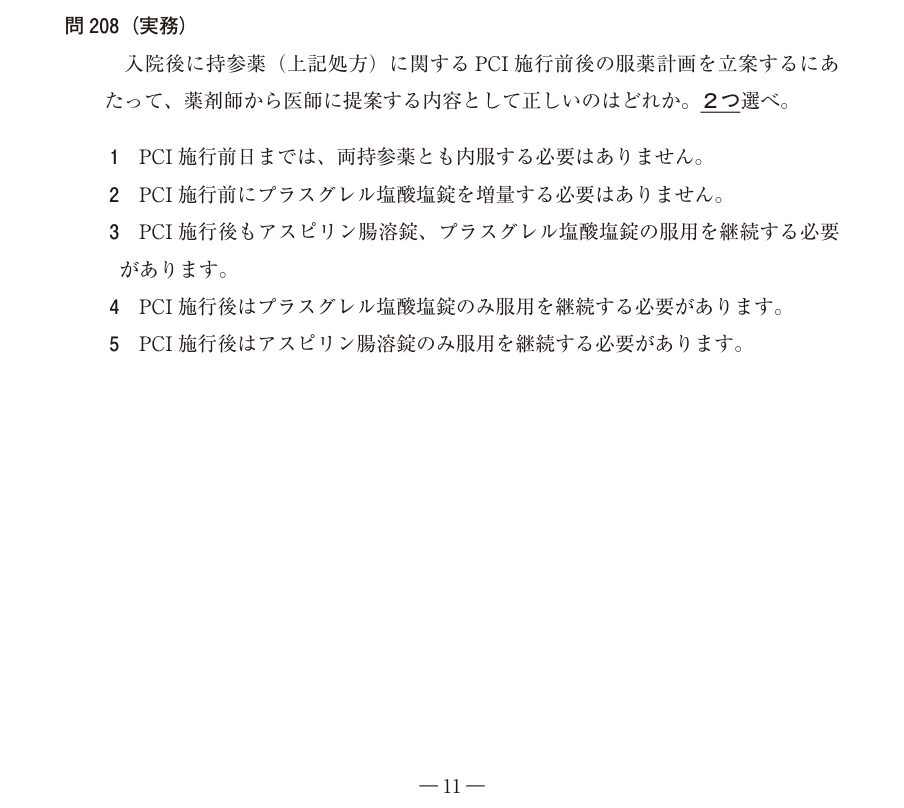 問 208（実務）
入院後に持参薬（上記処方）に関する PCI 施行前後の服薬計画を立案するにあ
たって、薬剤師から医師に提案する内容として正しいのはどれか。２つ選べ。
1 PCI 施行前日までは、両持参薬とも内服する必要はありません。
2 PCI 施行前にプラスグレル塩酸塩錠を増量する必要はありません。
3 PCI 施行後もアスピリン腸溶錠、プラスグレル塩酸塩錠の服用を継続する必要
があります。
4 PCI 施行後はプラスグレル塩酸塩錠のみ服用を継続する必要があります。
5 PCI 施行後はアスピリン腸溶錠のみ服用を継続する必要があります。
― 11 ―